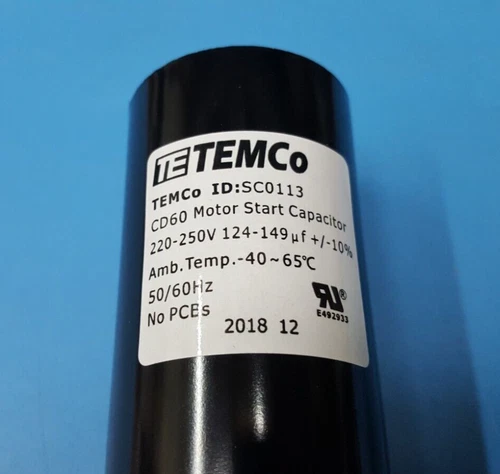 TE TEMCo
TEMCo ID:SC0113
CD60 Motor Start Capacitor
220-250V 124-149µf +/-10%
Amb.Temp.-40~65℃
50/60Hz
No PCBs
2018 12
RU®
E492933